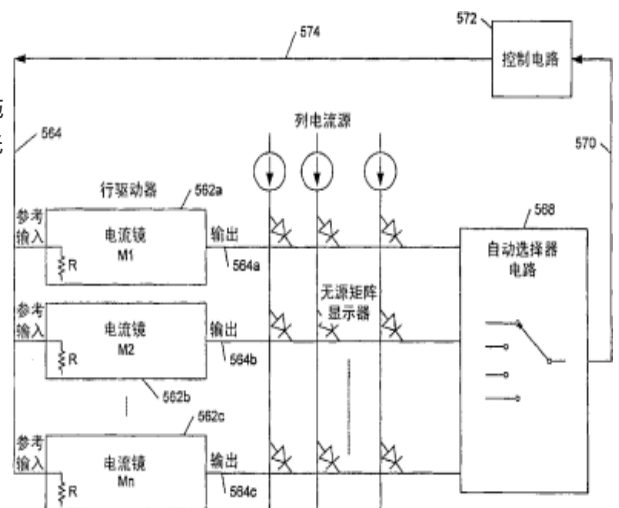 572
574
控制电路
564
列电流源
570
行驱动器
562a
568
参考
输入
电流镜
M1
R
输出
564a
自动选择器
电路
无源矩阵
显示器
参考
输入
电流镜
M2
R
输出
564b
562b
562c
参考
输入
电流镜
Mn
R
输出
564c